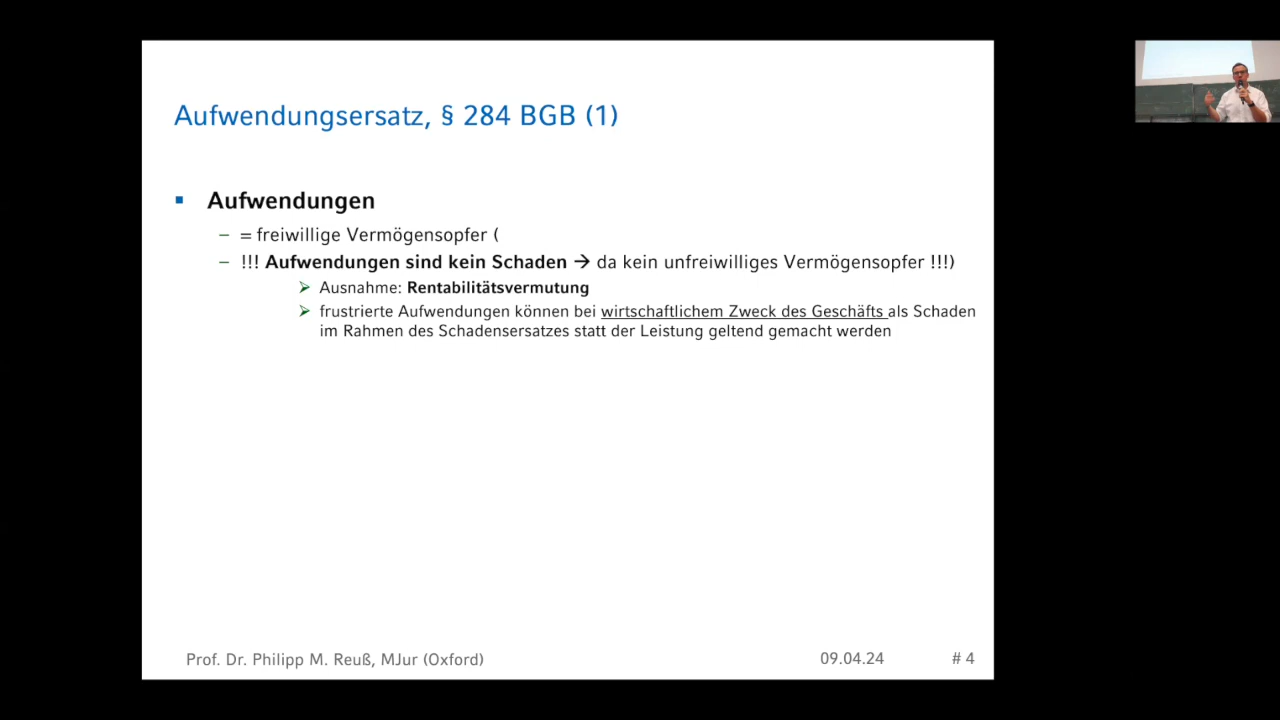 Aufwendungsersatz, § 284 BGB (1)
▪ Aufwendungen
– = freiwillige Vermögensopfer (
– !!! Aufwendungen sind kein Schaden → da kein unfreiwilliges Vermögensopfer !!!)
➢ Ausnahme: Rentabilitätsvermutung
➢ frustrierte Aufwendungen können bei wirtschaftlichem Zweck des Geschäfts als Schaden
im Rahmen des Schadensersatzes statt der Leistung geltend gemacht werden
Prof. Dr. Philipp M. Reuß, MJur (Oxford) 09.04.24 # 4